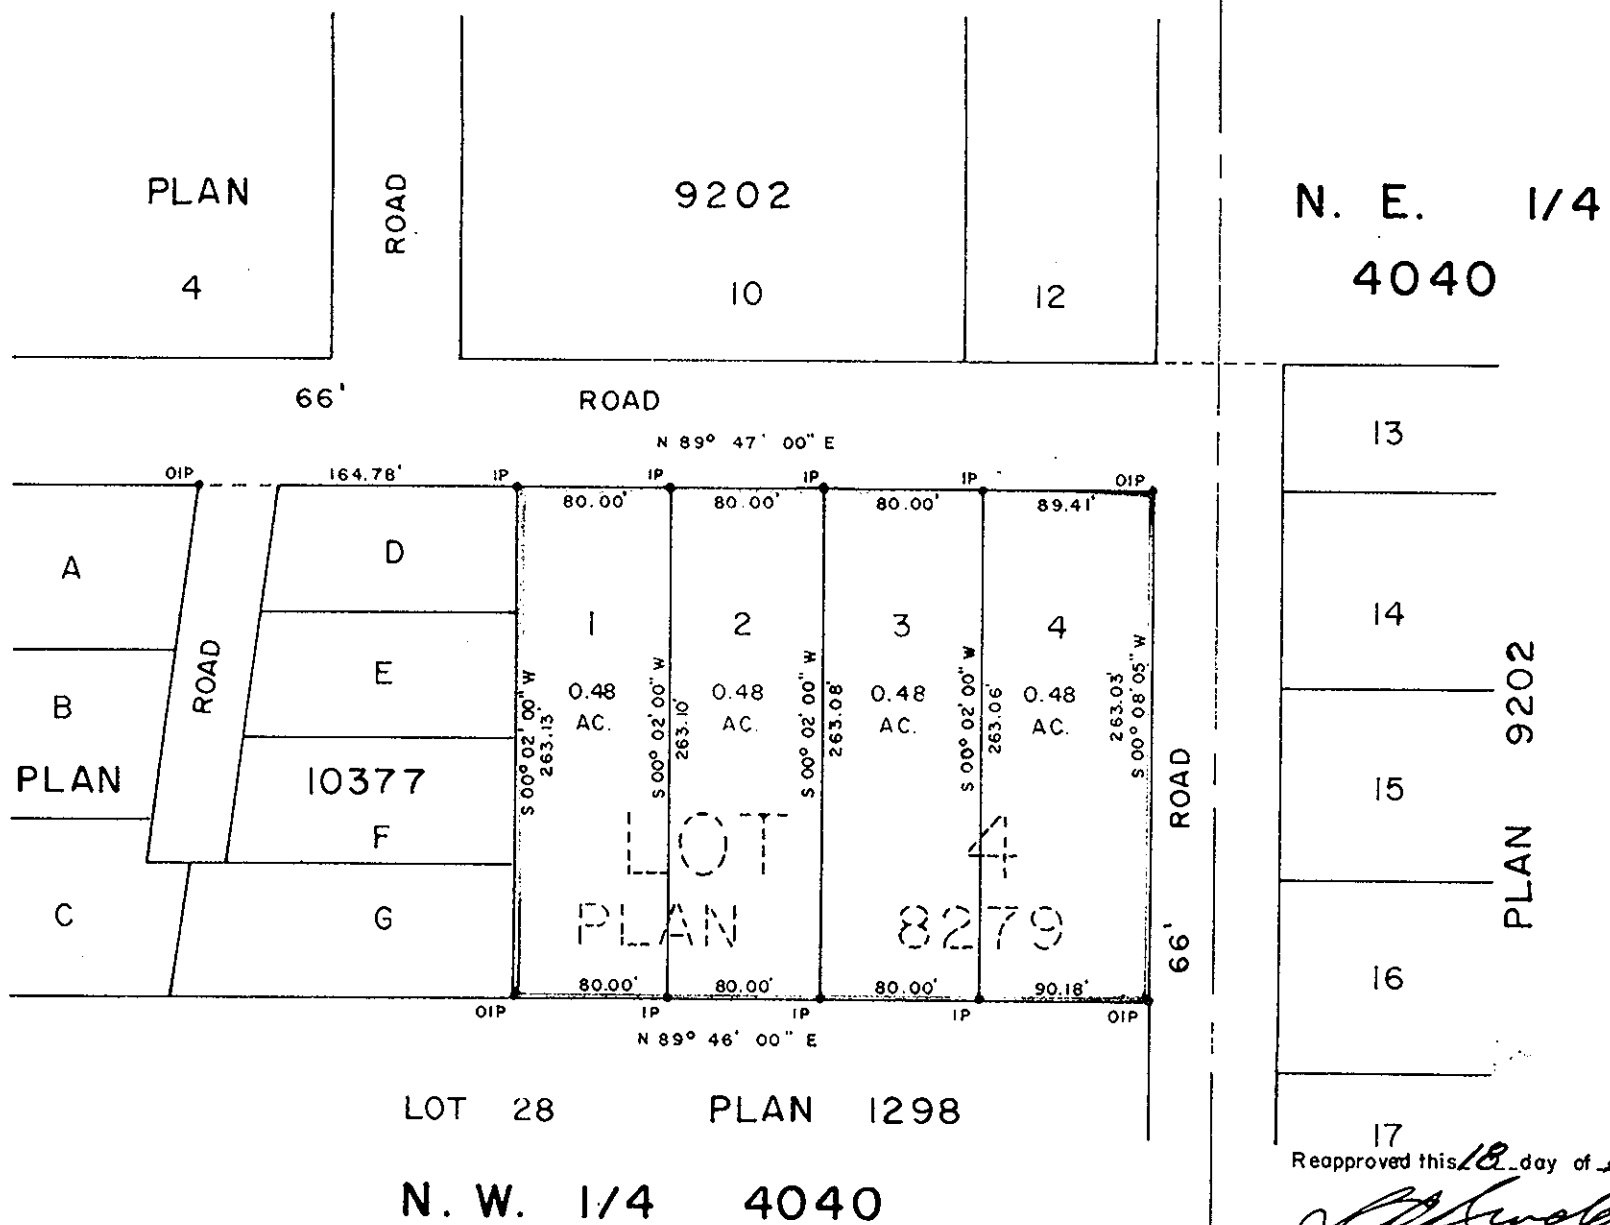 PLAN
ROAD
9202
N. E. 1/4
4040
4
10
12
66' ROAD
N 89° 47' 00" E
13
OIP
164.78'
IP
IP
IP
IP
OIP
80.00'
80.00'
80.00'
89.41'
A
D
14
ROAD
B
E
1
2
3
4
0.48
AC.
0.48
AC.
0.48
AC.
0.48
AC.
S 00° 02' 00" W
263.13'
S 00° 02' 00" W
263.10'
S 00° 02' 00" W
263.08'
S 00° 02' 00" W
263.06'
263.03'
S 00° 08' 05" W
66' ROAD
PLAN 9202
15
PLAN 10377
F
LOT 4
PLAN 8279
C
G
16
80.00'
80.00'
80.00'
90.18'
OIP
IP
IP
IP
OIP
N 89° 46' 00" E
LOT 28 PLAN 1298
17
Reapproved this 18 day of
N. W. 1/4 4040